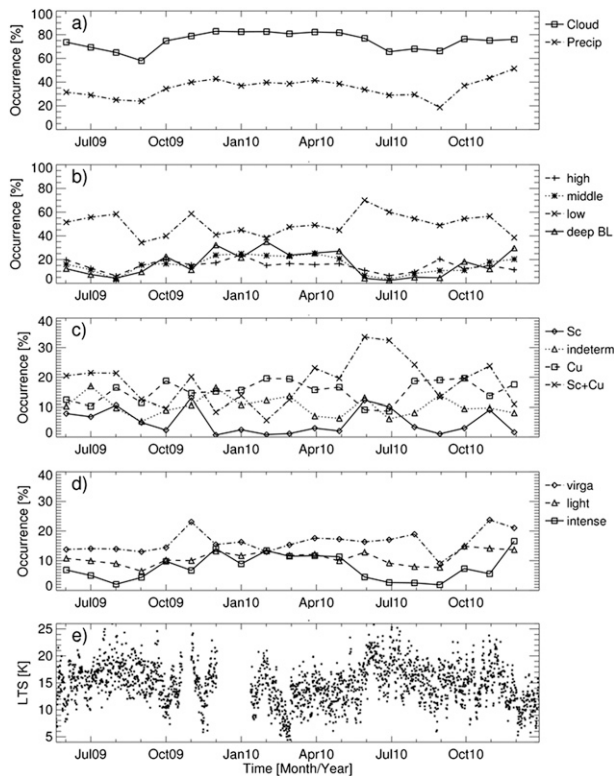 a)
Occurrence [%]
100
80
60
40
20
0
Cloud
Precip
Jul09 Oct09 Jan10 Apr10 Jul10 Oct10
b)
Occurrence [%]
100
80
60
40
20
0
high
middle
low
deep BL
Jul09 Oct09 Jan10 Apr10 Jul10 Oct10
c)
Occurrence [%]
40
30
20
10
0
Sc
indeterm
Cu
Sc+Cu
Jul09 Oct09 Jan10 Apr10 Jul10 Oct10
d)
Occurrence [%]
40
30
20
10
0
virga
light
intense
Jul09 Oct09 Jan10 Apr10 Jul10 Oct10
e)
LTS [K]
25
20
15
10
5
Jul09 Oct09 Jan10 Apr10 Jul10 Oct10
Time [Month/Year]